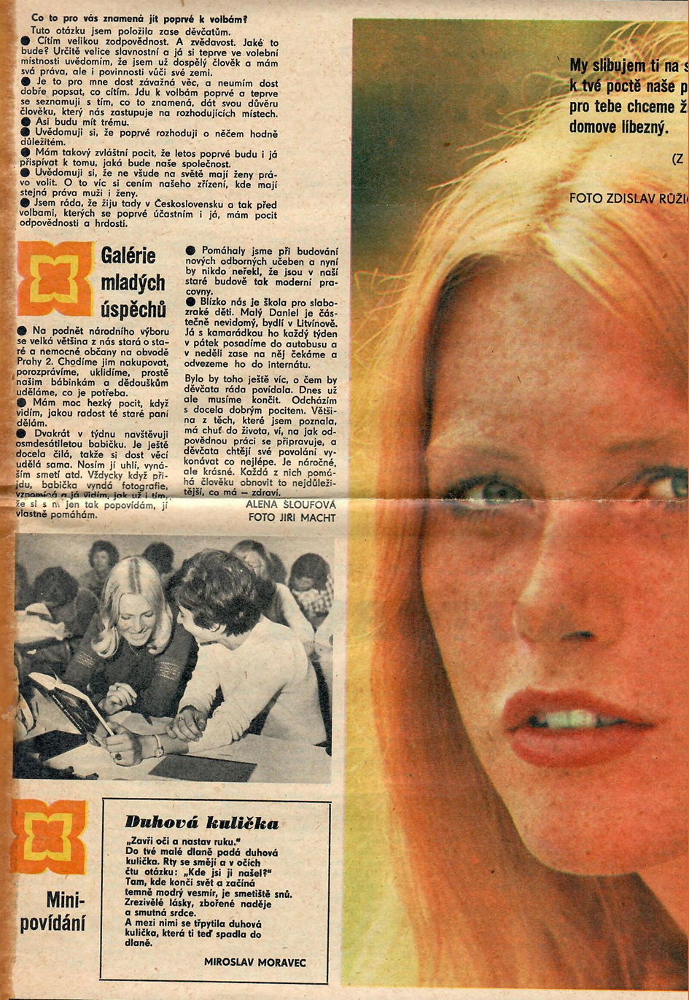 Co to pro vás znamená jít poprvé k volbám?
Tuto otázku jsem položila zase děvčatům.
● Cítím velikou zodpovědnost. A zvědavost. Jaké to
bude? Určitě velice slavnostní a já si teprve ve volební
místnosti uvědomím, že jsem už dospělý člověk a mám
svá práva, ale i povinnosti vůči své zemi.
● Je to pro mne dost závažná věc, a neumím dost
dobře popsat, co cítím. Jdu k volbám poprvé a teprve
se seznamuji s tím, co to znamená, dát svou důvěru
člověku, který nás zastupuje na rozhodujících místech.
● Asi budu mít trému.
● Uvědomuji si, že poprvé rozhoduji o něčem hodně
důležitém.
● Mám takový zvláštní pocit, že letos poprvé budu i já
přispívat k tomu, jaká bude naše společnost.
● Uvědomuji si, že ne všude na světě mají ženy prá-
vo volit. O to víc si cením našeho zřízení, kde mají
stejná práva muži i ženy.
● Jsem ráda, že žiju tady v Československu a tak před
volbami, kterých se poprvé účastním i já, mám pocit
odpovědnosti a hrdosti.
Galérie
mladých
úspěchů
● Na podnět národního výboru
se velká většina z nás stará o sta-
ré a nemocné občany na obvodě
Prahy 2. Chodíme jim nakupovat,
porozprávíme, uklidíme, prostě
našim bábinkám a dědouškům
uděláme, co je potřeba.
● Mám moc hezký pocit, když
vidím, jakou radost té staré paní
dělám.
● Dvakrát v týdnu navštěvuji
osmdesátiletou babičku. Je ještě
docela čilá, takže si dost věcí
udělá sama. Nosím jí uhlí, vyná-
ším smetí atd. Vždycky když při-
jdu, babička vyndá fotografie,
vzpomíná a já vidím, jak už i tím,
že si s ní jen tak popovídám, jí
vlastně pomáhám.
● Pomáhaly jsme při budování
nových odborných učeben a nyní
by nikdo neřekl, že jsou v naší
staré budově tak moderní pra-
covny.
● Blízko nás je škola pro slabo-
zraké děti. Malý Daniel je čás-
tečně nevidomý, bydlí v Litvínově.
Já s kamarádkou ho každý týden
v pátek posadíme do autobusu a
v neděli zase na něj čekáme a
odvezeme ho do internátu.
Bylo by toho ještě víc, o čem by
děvčata ráda povídala. Dnes už
ale musíme končit. Odcházím
s docela dobrým pocitem. Větši-
na z těch, které jsem poznala,
má chuť do života, ví, na jak od-
povědnou práci se připravuje, a
děvčata chtějí své povolání vy-
konávat co nejlépe. Je náročné,
ale krásné. Každá z nich pomá-
há člověku obnovit to nejdůleži-
tější, co má – zdraví.
ALENA ŠLOUFOVÁ
FOTO JIŘI MACHT
My slibujem ti na s
k tvé poctě naše p
pro tebe chceme ž
domove líbezný.
(Z
FOTO ZDISLAV RŮŽI
Mini-
povídání
Duhová kulička
„Zavři oči a nastav ruku."
Do tvé malé dlaně padá duhová
kulička. Rty se smějí a v očích
čtu otázku: „Kde jsi ji našel?"
Tam, kde končí svět a začíná
temně modrý vesmír, je smetiště snů.
Zrezivělé lásky, zbořené naděje
a smutná srdce.
A mezi nimi se třpytila duhová
kulička, která ti teď spadla do
dlaně.
MIROSLAV MORAVEC